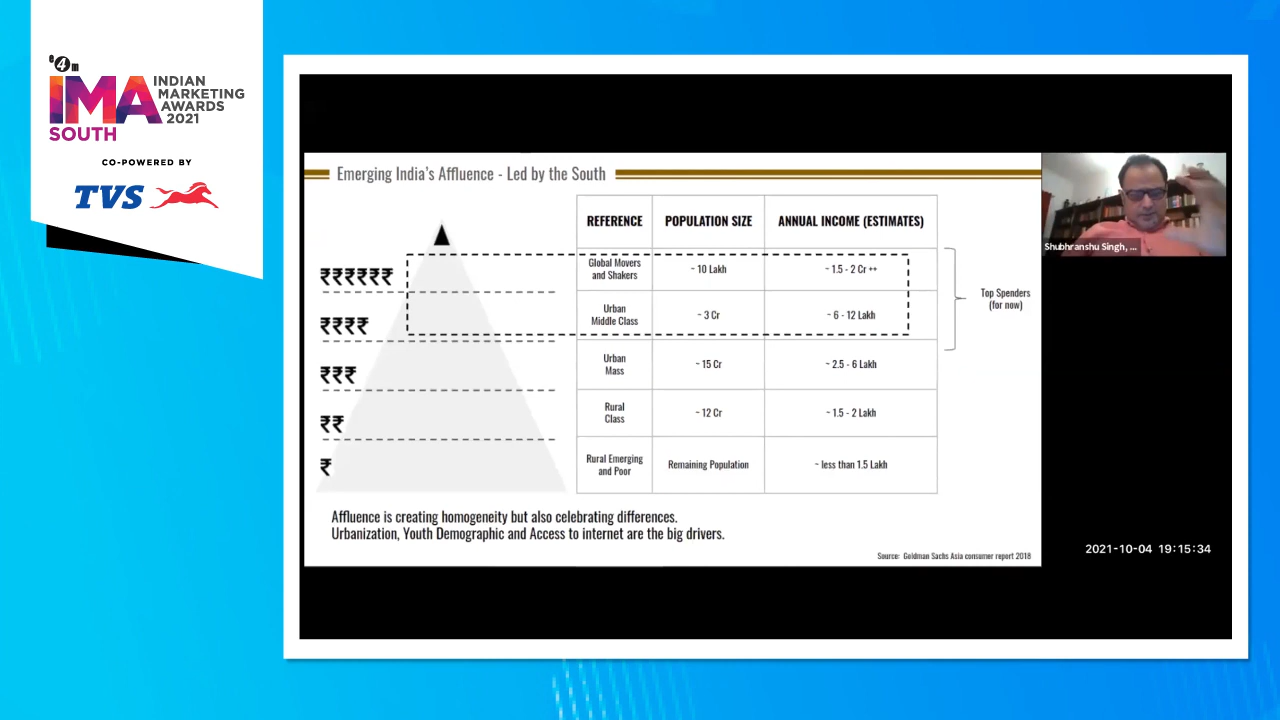 e4m
IMA
INDIAN
MARKETING
AWARDS
2021
SOUTH
CO-POWERED BY
TVS
Emerging India's Affluence - Led by the South
REFERENCE POPULATION SIZE ANNUAL INCOME (ESTIMATES)
₹₹₹₹₹₹ Global Movers
and Shakers ~ 10 Lakh ~ 1.5 - 2 Cr ++
₹₹₹₹ Urban
Middle Class ~ 3 Cr ~ 6 - 12 Lakh
Top Spenders
(for now)
₹₹₹ Urban
Mass ~ 15 Cr ~ 2.5 - 6 Lakh
₹₹ Rural
Class ~ 12 Cr ~ 1.5 - 2 Lakh
₹ Rural Emerging
and Poor Remaining Population ~ less than 1.5 Lakh
Affluence is creating homogeneity but also celebrating differences.
Urbanization, Youth Demographic and Access to internet are the big drivers.
Source: Goldman Sachs Asia consumer report 2018
Shubhranshu Singh, ...
2021-10-04 19:15:34